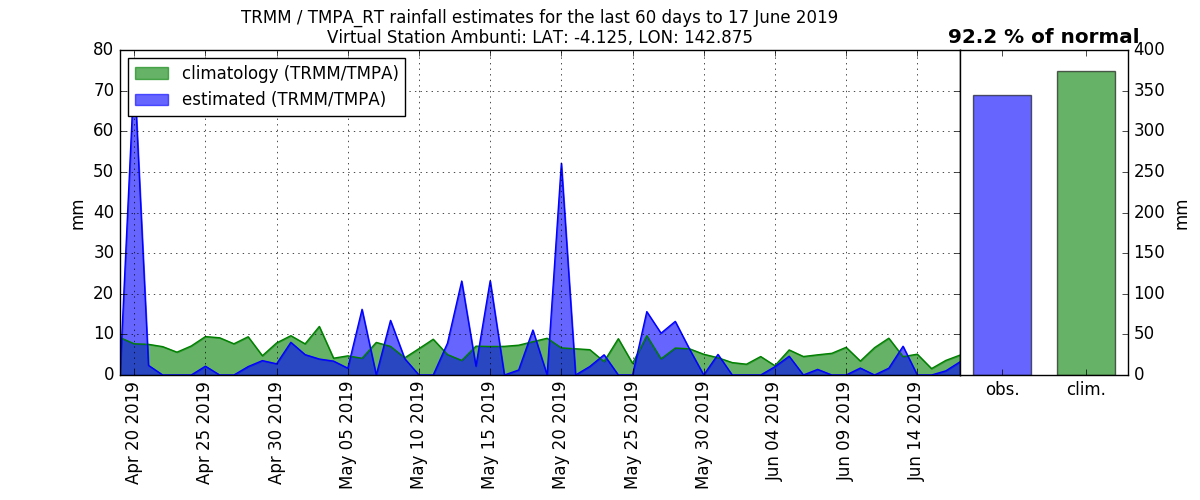 TRMM / TMPA_RT rainfall estimates for the last 60 days to 17 June 2019
Virtual Station Ambunti: LAT: -4.125, LON: 142.875
92.2 % of normal
climatology (TRMM/TMPA)
estimated (TRMM/TMPA)
mm
80
70
60
50
40
30
20
10
0
Apr 20 2019
Apr 25 2019
Apr 30 2019
May 05 2019
May 10 2019
May 15 2019
May 20 2019
May 25 2019
May 30 2019
Jun 04 2019
Jun 09 2019
Jun 14 2019
obs.
clim.
400
350
300
250
200
150
100
50
0
mm